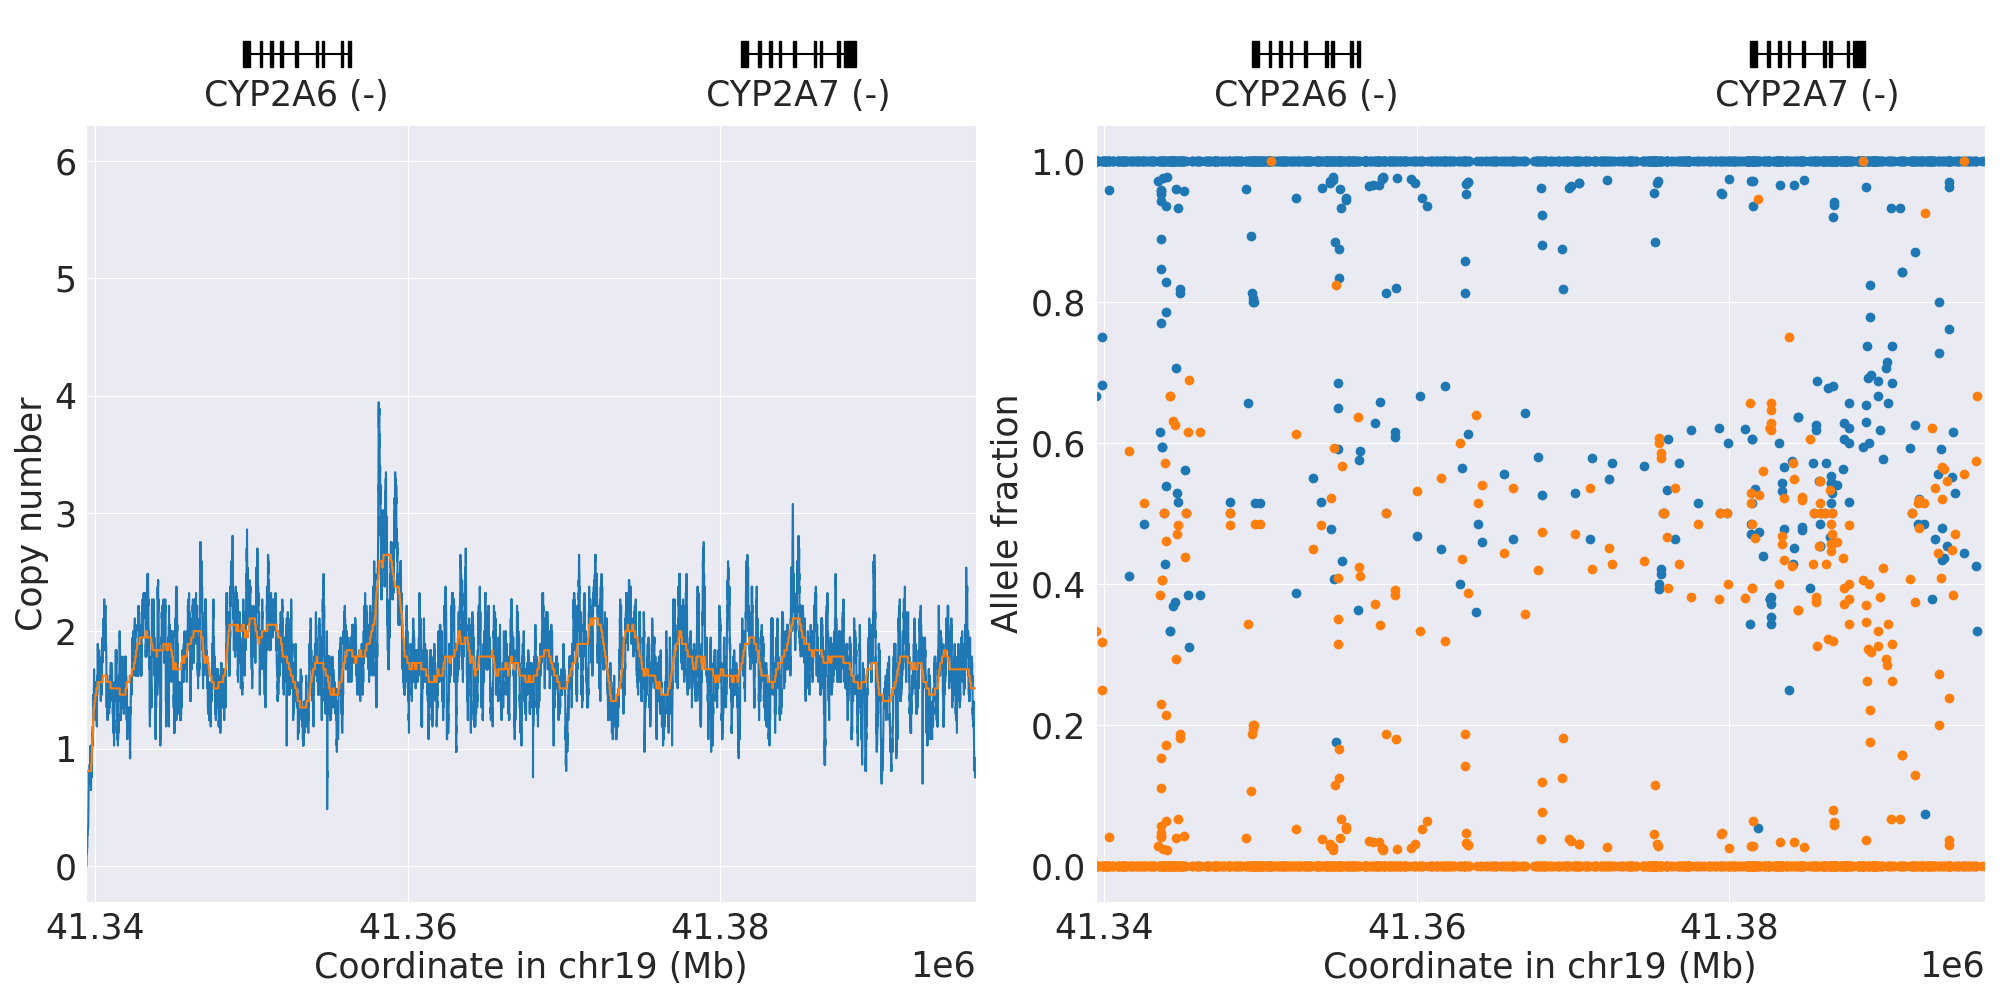 CYP2A6 (-)
CYP2A7 (-)
6
5
4
3
2
1
0
Copy number
41.34
41.36
41.38
Coordinate in chr19 (Mb)
1e6
CYP2A6 (-)
CYP2A7 (-)
1.0
0.8
0.6
0.4
0.2
0.0
Allele fraction
41.34
41.36
41.38
Coordinate in chr19 (Mb)
1e6